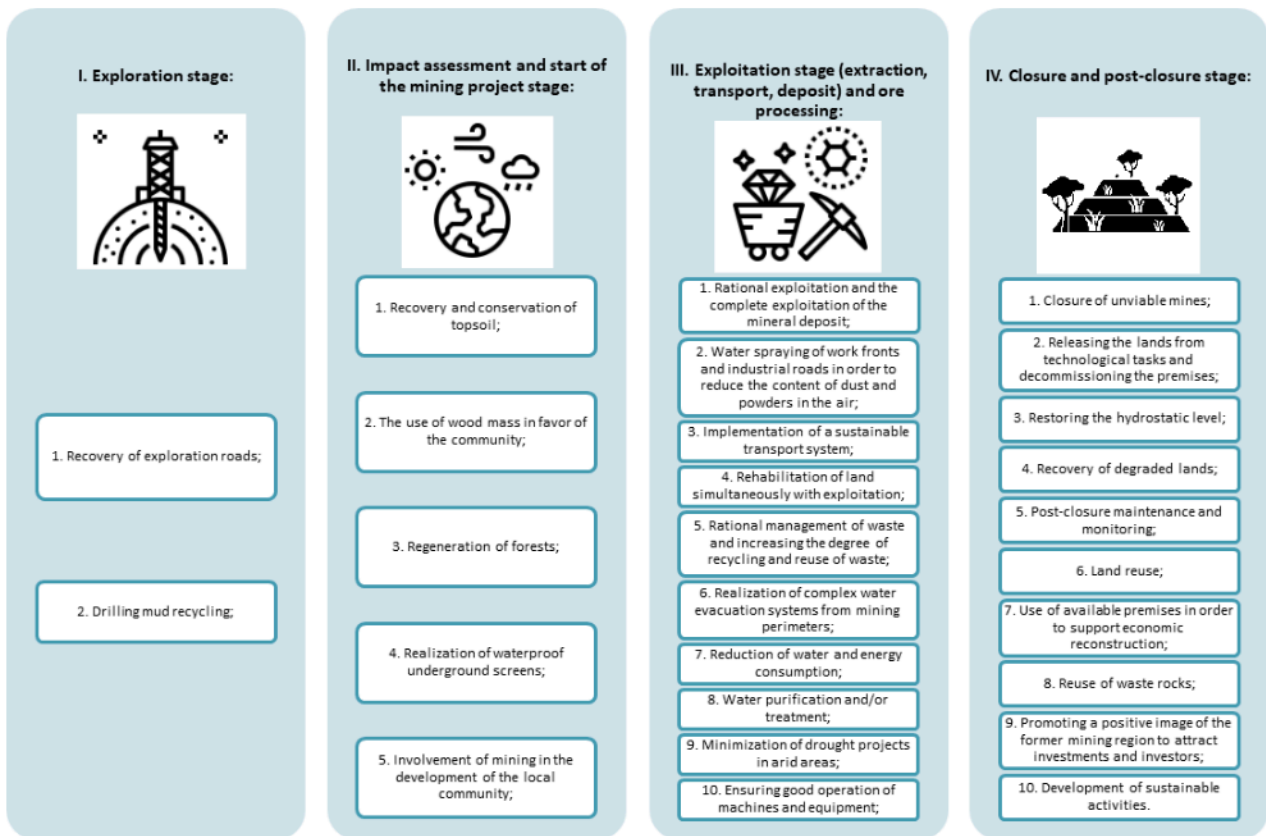 I. Exploration stage:
1. Recovery of exploration roads;
2. Drilling mud recycling;
II. Impact assessment and start of
the mining project stage:
1. Recovery and conservation of
topsoil;
2. The use of wood mass in favor of
the community;
3. Regeneration of forests;
4. Realization of waterproof
underground screens;
5. Involvement of mining in the
development of the local
community;
III. Exploitation stage (extraction,
transport, deposit) and ore
processing:
1. Rational exploitation and the
complete exploitation of the
mineral deposit;
2. Water spraying of work fronts
and industrial roads in order to
reduce the content of dust and
powders in the air;
3. Implementation of a sustainable
transport system;
4. Rehabilitation of land
simultaneously with exploitation;
5. Rational management of waste
and increasing the degree of
recycling and reuse of waste;
6. Realization of complex water
evacuation systems from mining
perimeters;
7. Reduction of water and energy
consumption;
8. Water purification and/or
treatment;
9. Minimization of drought projects
in arid areas;
10. Ensuring good operation of
machines and equipment;
IV. Closure and post-closure stage:
1. Closure of unviable mines;
2. Releasing the lands from
technological tasks and
decommissioning the premises;
3. Restoring the hydrostatic level;
4. Recovery of degraded lands;
5. Post-closure maintenance and
monitoring;
6. Land reuse;
7. Use of available premises in order
to support economic
reconstruction;
8. Reuse of waste rocks;
9. Promoting a positive image of the
former mining region to attract
investments and investors;
10. Development of sustainable
activities.